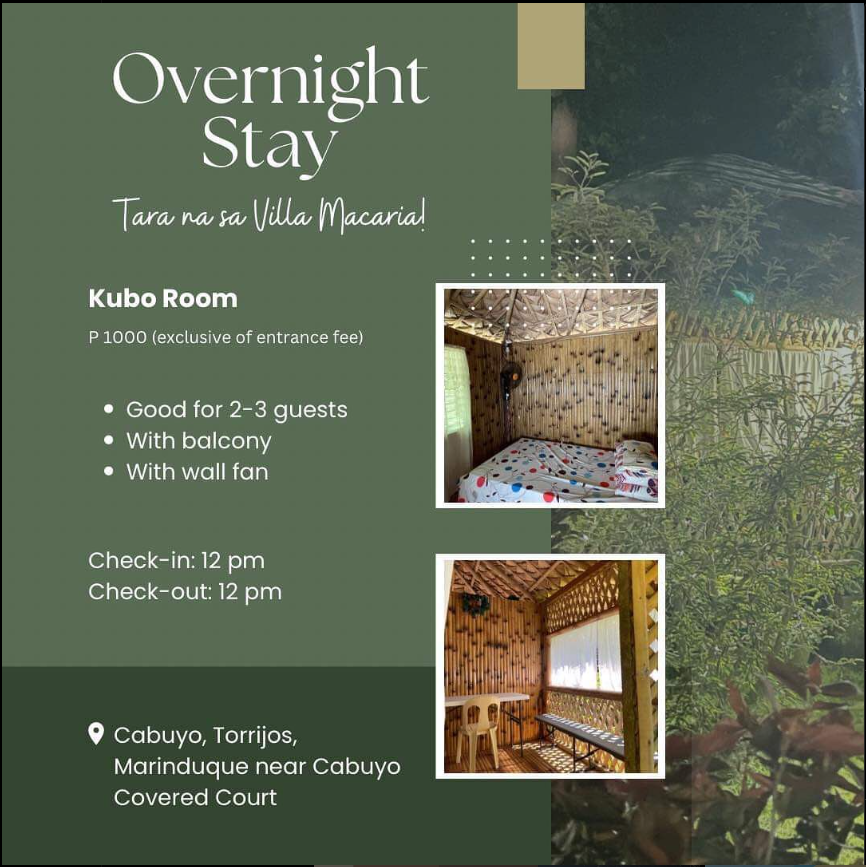 Overnight
Stay
Tara na sa Villa Macaria!
Kubo Room
P 1000 (exclusive of entrance fee)
• Good for 2-3 guests
• With balcony
• With wall fan
Check-in: 12 pm
Check-out: 12 pm
Cabuyo, Torrijos,
Marinduque near Cabuyo
Covered Court